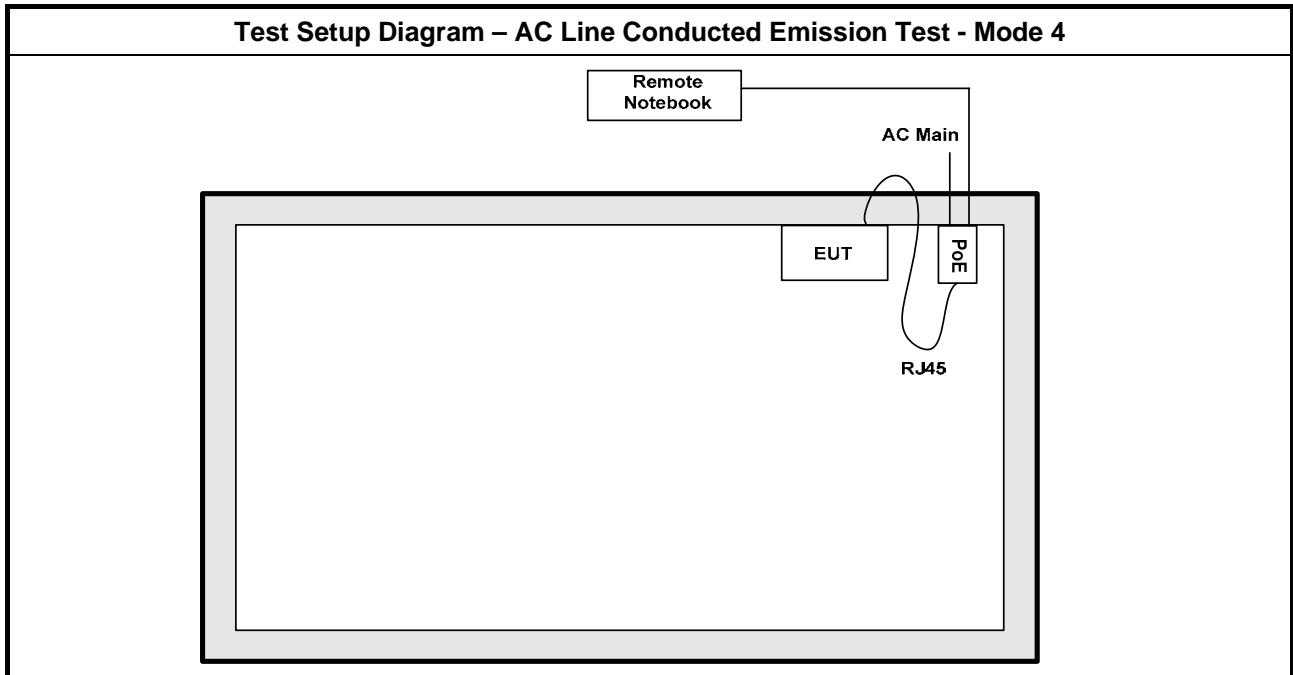 Test Setup Diagram – AC Line Conducted Emission Test - Mode 4
Remote
Notebook
AC Main
EUT
PoE
RJ45